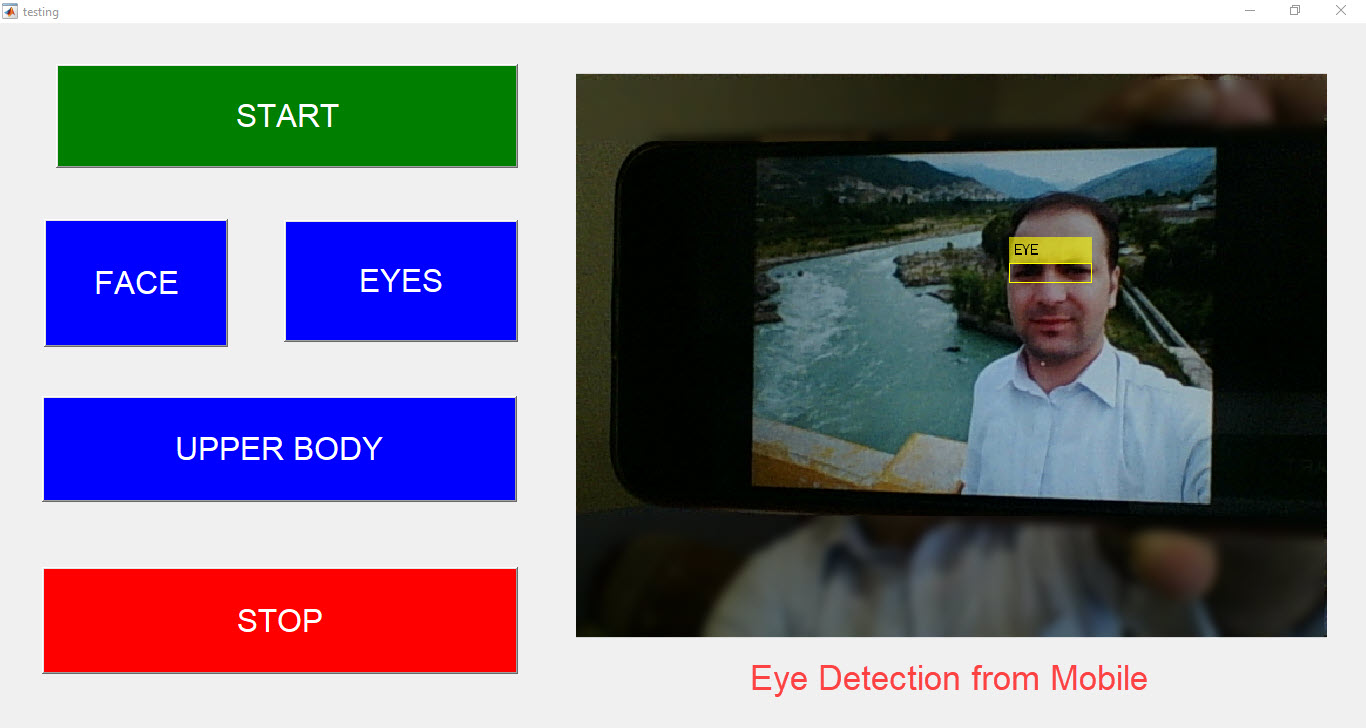 testing
START
FACE
EYES
UPPER BODY
STOP
EYE
Eye Detection from Mobile